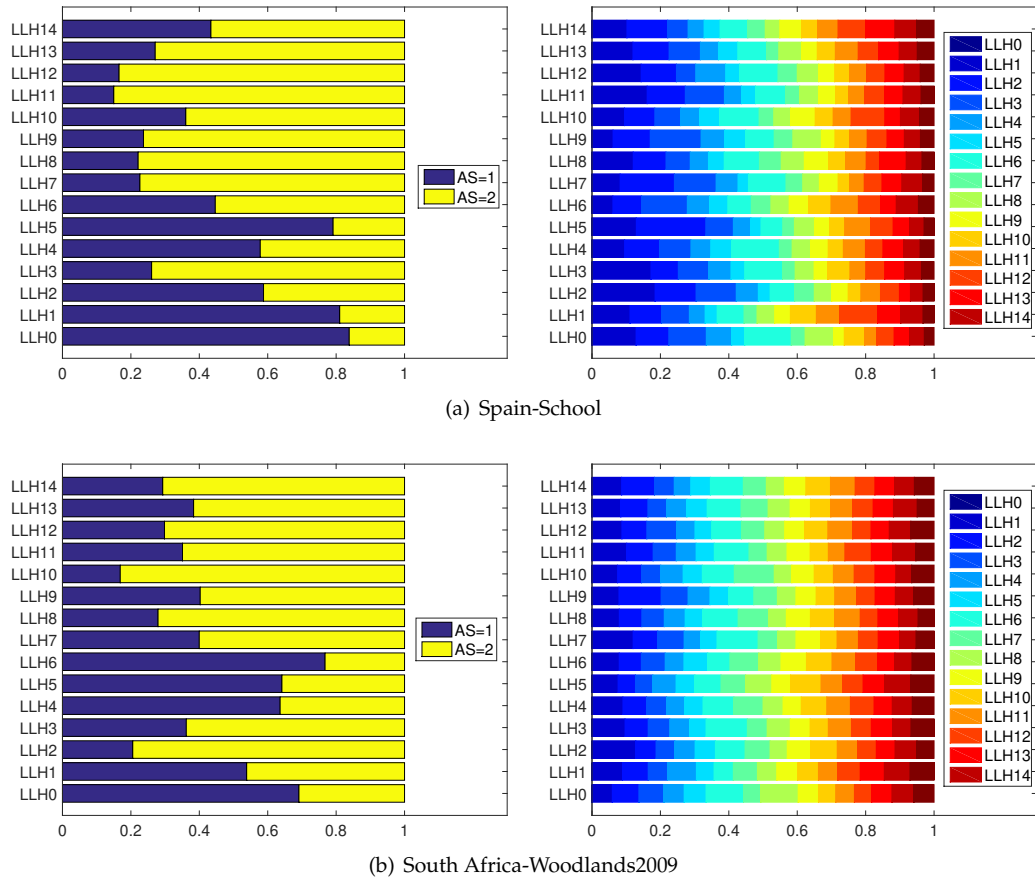 LLH14
LLH13
LLH12
LLH11
LLH10
LLH9
LLH8
LLH7
LLH6
LLH5
LLH4
LLH3
LLH2
LLH1
LLH0
0 0.2 0.4 0.6 0.8 1
AS=1
AS=2
LLH14
LLH13
LLH12
LLH11
LLH10
LLH9
LLH8
LLH7
LLH6
LLH5
LLH4
LLH3
LLH2
LLH1
LLH0
0 0.2 0.4 0.6 0.8 1
LLH0
LLH1
LLH2
LLH3
LLH4
LLH5
LLH6
LLH7
LLH8
LLH9
LLH10
LLH11
LLH12
LLH13
LLH14
(a) Spain-School
LLH14
LLH13
LLH12
LLH11
LLH10
LLH9
LLH8
LLH7
LLH6
LLH5
LLH4
LLH3
LLH2
LLH1
LLH0
0 0.2 0.4 0.6 0.8 1
AS=1
AS=2
LLH14
LLH13
LLH12
LLH11
LLH10
LLH9
LLH8
LLH7
LLH6
LLH5
LLH4
LLH3
LLH2
LLH1
LLH0
0 0.2 0.4 0.6 0.8 1
LLH0
LLH1
LLH2
LLH3
LLH4
LLH5
LLH6
LLH7
LLH8
LLH9
LLH10
LLH11
LLH12
LLH13
LLH14
(b) South Africa-Woodlands2009